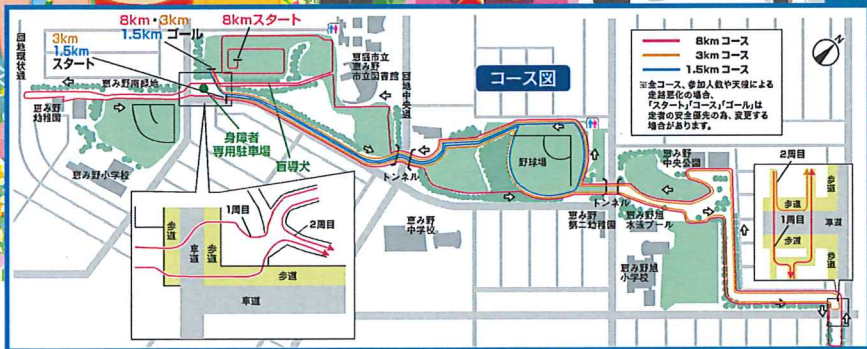 8km・3km
1.5km ゴール
8kmスタート
3km
1.5km
スタート
団地環状通
恵み野南緑地
恵み野
幼稚園
恵み野小学校
身障者
専用駐車場
盲導犬
恵庭市立
恵み野
市立図書館
団地中央通
コース図
8kmコース
3kmコース
1.5kmコース
※全コース、参加人数や天候による
走路悪化の場合、
「スタート」「コース」「ゴール」は
走者の安全優先の為、変更する
場合があります。
トンネル
恵み野
中学校
野球場
恵み野
第二幼稚園
トンネル
恵み野旭
水泳プール
恵み野
中央公園
恵み野旭
小学校
1周目
2周目
歩道
車道
歩道
歩道
車道
2周目
歩道
1周目
車道
歩道